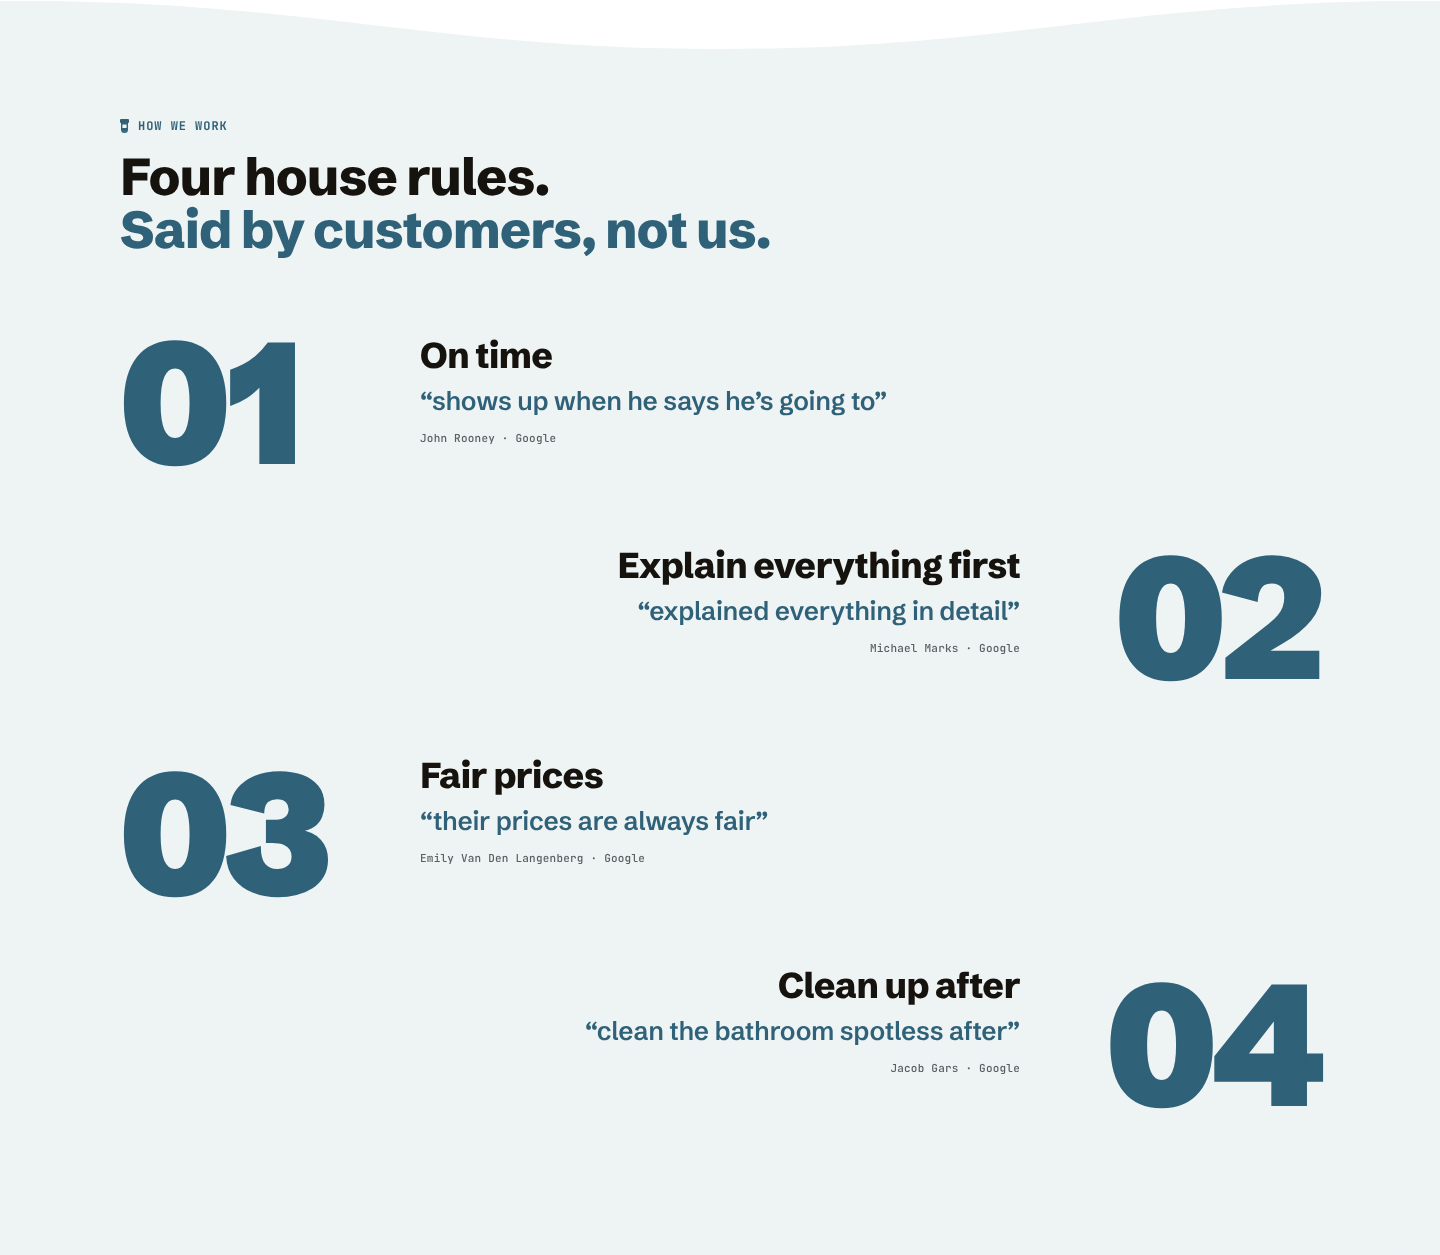 HOW WE WORK
Four house rules.
Said by customers, not us.
01
On time
“shows up when he says he’s going to”
John Rooney · Google
Explain everything first
“explained everything in detail”
Michael Marks · Google
02
03
Fair prices
“their prices are always fair”
Emily Van Den Langenberg · Google
Clean up after
“clean the bathroom spotless after”
Jacob Gars · Google
04